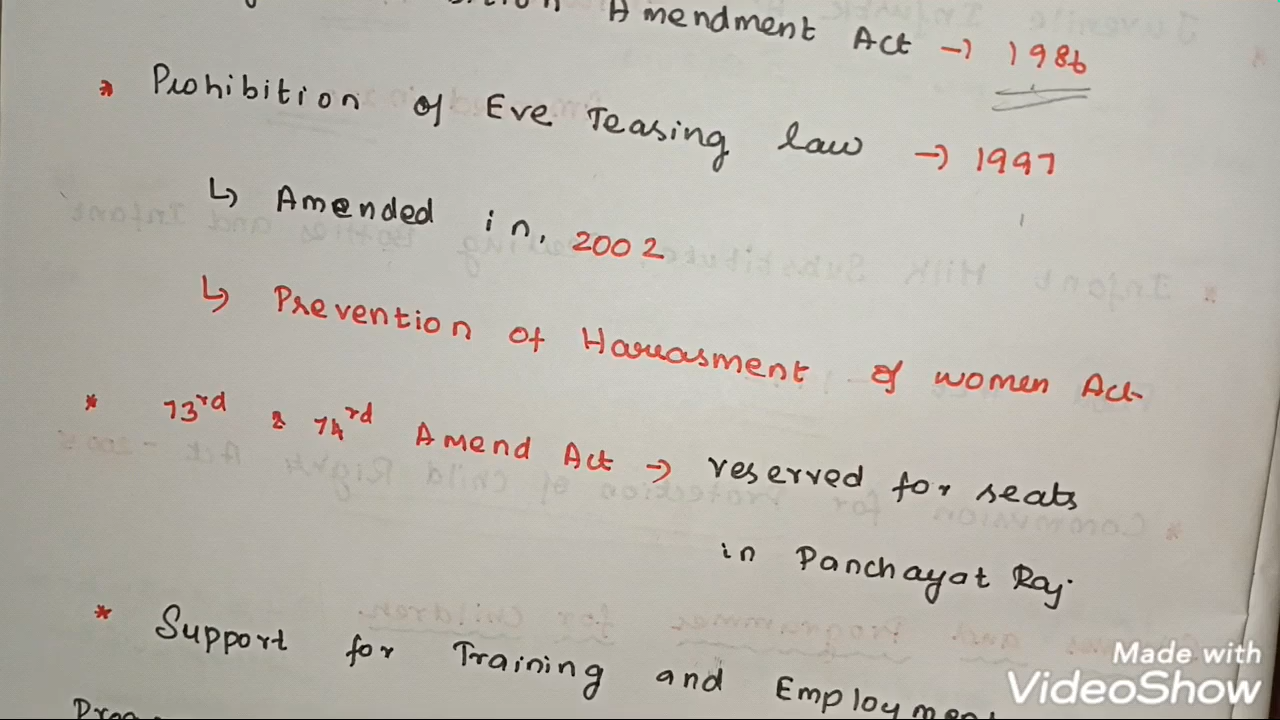 Amendment Act → 1986
* Prohibition of Eve Teasing law → 1997
↳ Amended in, 2002
↳ Prevention of Harrasment of women Act
* 73rd & 74rd Amend Act → reserved for seats
in Panchayat Raj
* Support for Training and Employment
Made with
VideoShow